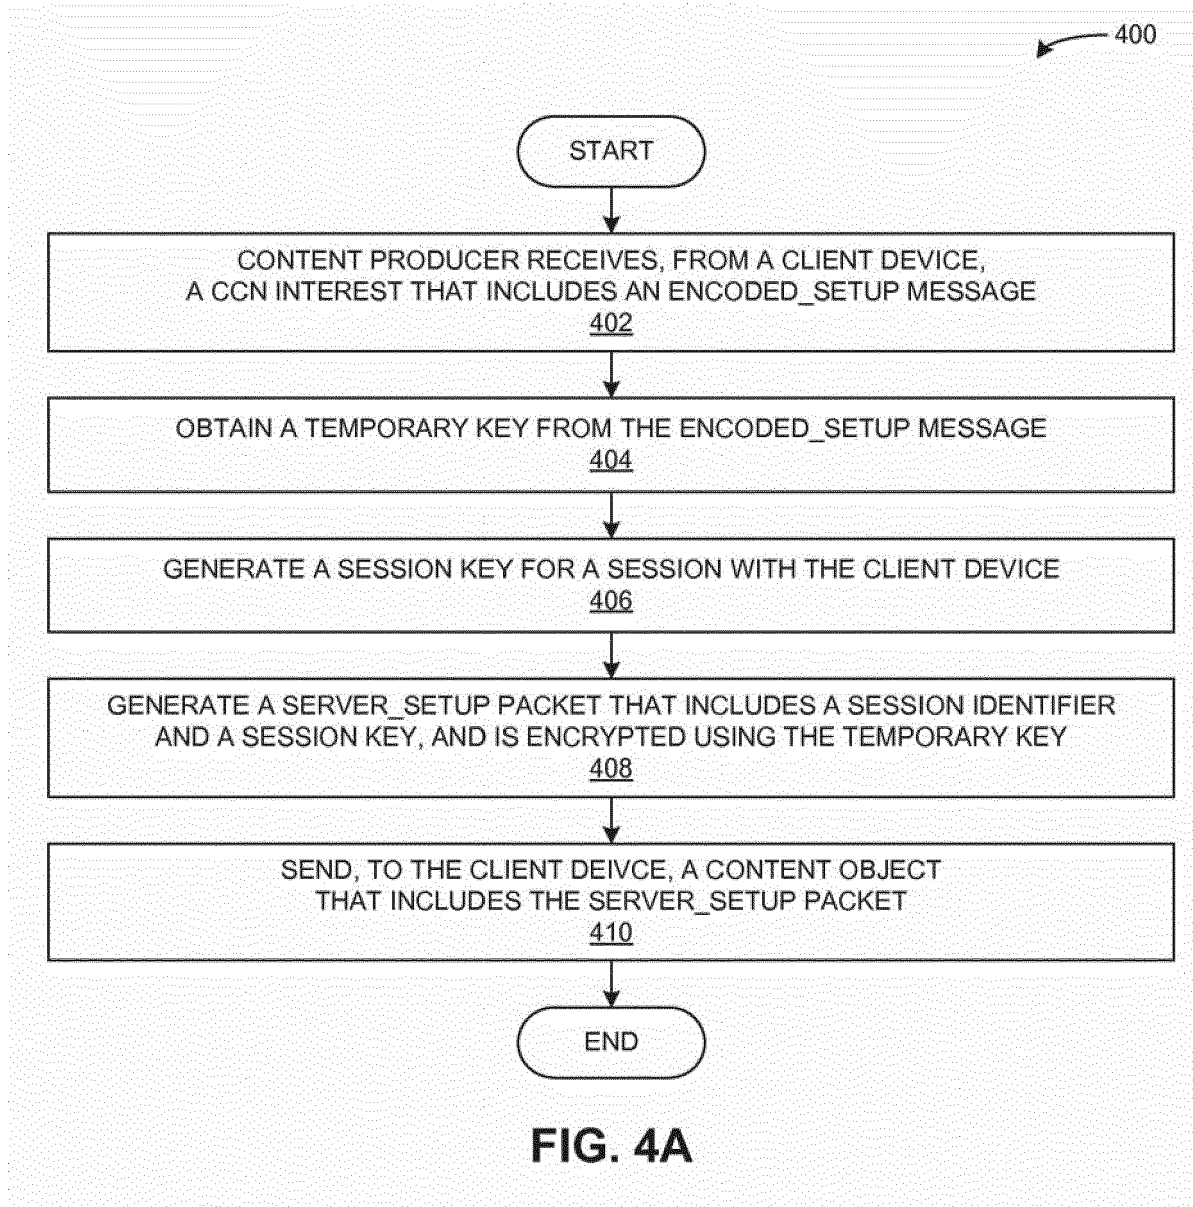 400
START
CONTENT PRODUCER RECEIVES, FROM A CLIENT DEVICE,
A CCN INTEREST THAT INCLUDES AN ENCODED_SETUP MESSAGE
402
OBTAIN A TEMPORARY KEY FROM THE ENCODED_SETUP MESSAGE
404
GENERATE A SESSION KEY FOR A SESSION WITH THE CLIENT DEVICE
406
GENERATE A SERVER_SETUP PACKET THAT INCLUDES A SESSION IDENTIFIER
AND A SESSION KEY, AND IS ENCRYPTED USING THE TEMPORARY KEY
408
SEND, TO THE CLIENT DEIVCE, A CONTENT OBJECT
THAT INCLUDES THE SERVER_SETUP PACKET
410
END
FIG. 4A